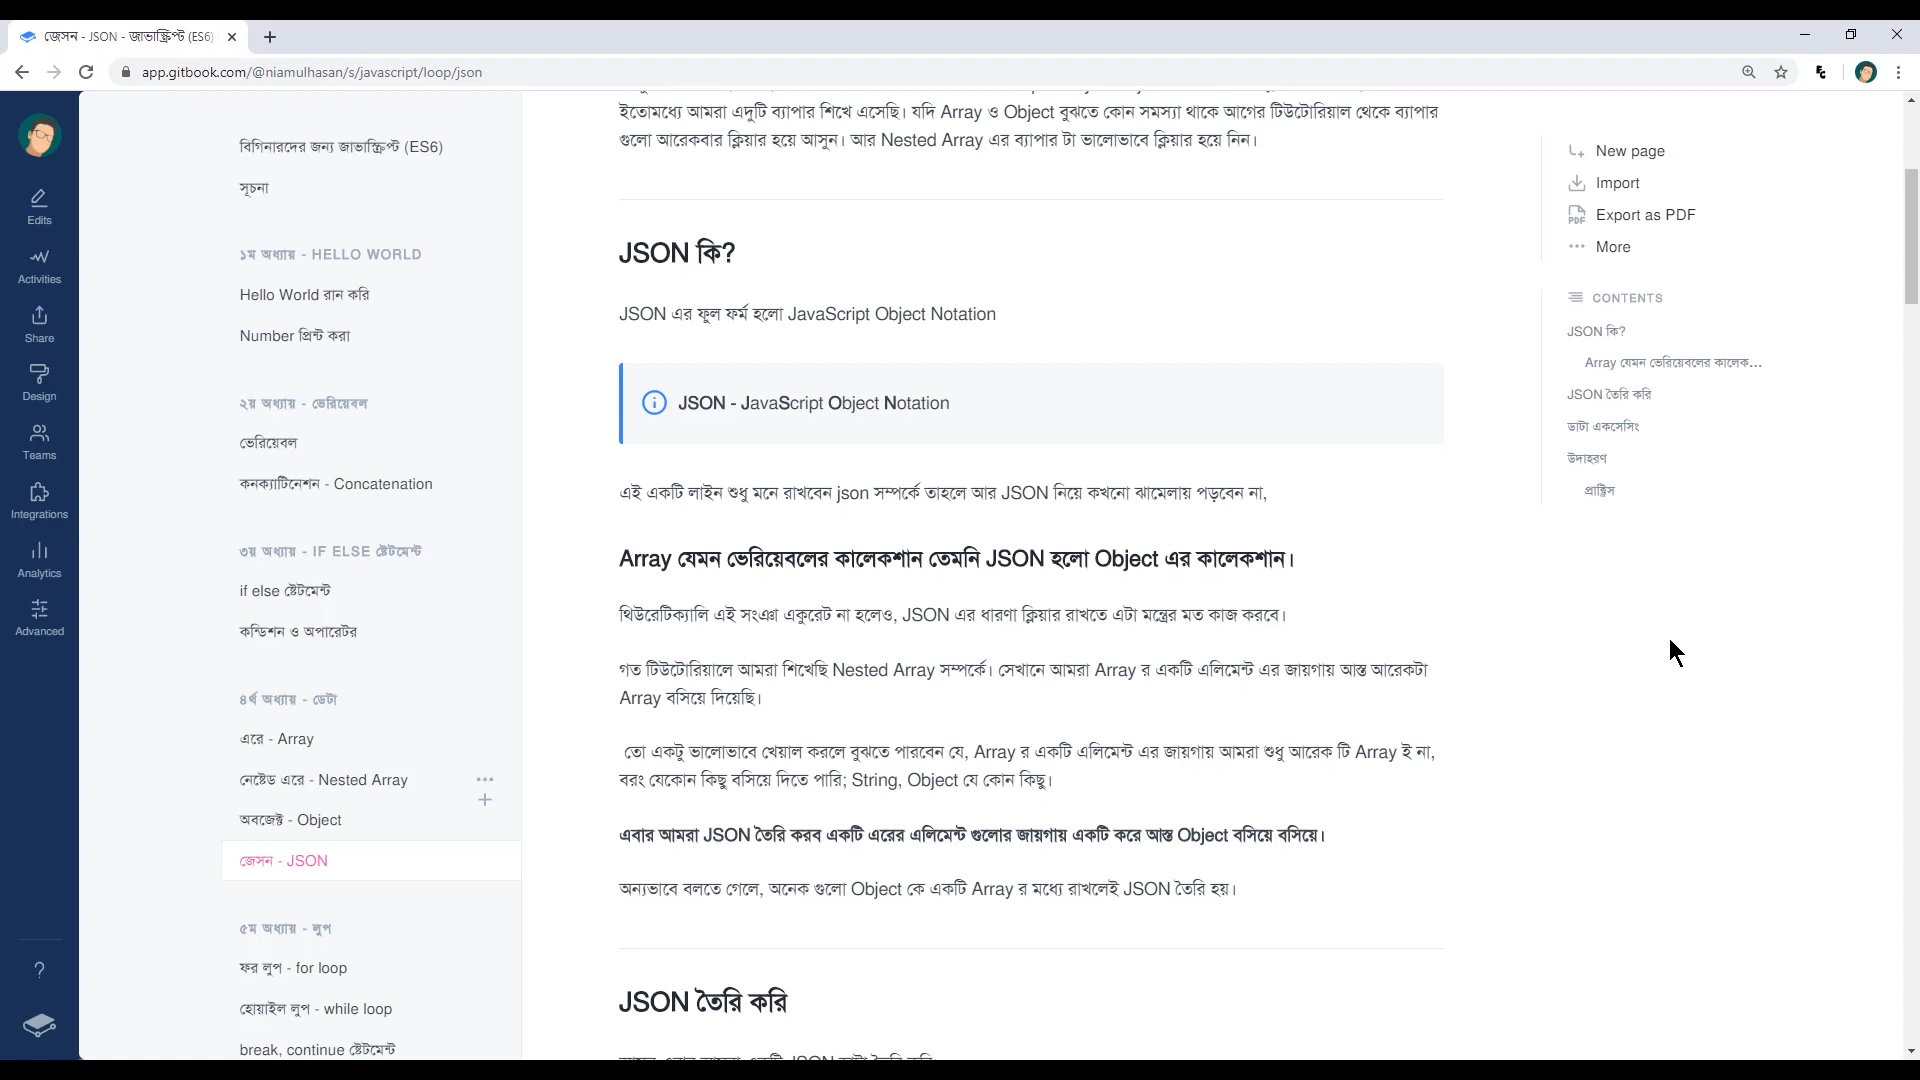 জেসন - JSON - জাভাস্ক্রিপ্ট (ES6)
app.gitbook.com/@niamulhasan/s/javascript/loop/json
Edits
Activities
Share
Design
Teams
Integrations
Analytics
Advanced
?
বিগিনারদের জন্য জাভাস্ক্রিপ্ট (ES6)
সূচনা
১ম অধ্যায় - HELLO WORLD
Hello World রান করি
Number প্রিন্ট করা
২য় অধ্যায় - ভেরিয়েবল
ভেরিয়েবল
কনক্যাটিনেশন - Concatenation
৩য় অধ্যায় - IF ELSE ষ্টেটমেন্ট
if else ষ্টেটমেন্ট
কন্ডিশন ও অপারেটর
৪র্থ অধ্যায় - ডেটা
এরে - Array
নেষ্টেড এরে - Nested Array
অবজেক্ট - Object
জেসন - JSON
৫ম অধ্যায় - লুপ
ফর লুপ - for loop
হোয়াইল লুপ - while loop
break, continue ষ্টেটমেন্ট
ইতোমধ্যে আমরা এদুটি ব্যাপার শিখে এসেছি। যদি Array ও Object বুঝতে কোন সমস্যা থাকে আগের টিউটোরিয়াল থেকে ব্যাপার
গুলো আরেকবার ক্লিয়ার হয়ে আসুন। আর Nested Array এর ব্যাপার টা ভালোভাবে ক্লিয়ার হয়ে নিন।
JSON কি?
JSON এর ফুল ফর্ম হলো JavaScript Object Notation
JSON - JavaScript Object Notation
এই একটি লাইন শুধু মনে রাখবেন json সম্পর্কে তাহলে আর JSON নিয়ে কখনো ঝামেলায় পড়বেন না,
Array যেমন ভেরিয়েবলের কালেকশান তেমনি JSON হলো Object এর কালেকশান।
থিউরেটিক্যালি এই সংঞা একুরেট না হলেও, JSON এর ধারণা ক্লিয়ার রাখতে এটা মন্ত্রের মত কাজ করবে।
গত টিউটোরিয়ালে আমরা শিখেছি Nested Array সম্পর্কে। সেখানে আমরা Array র একটি এলিমেন্ট এর জায়গায় আস্ত আরেকটা
Array বসিয়ে দিয়েছি।
তো একটু ভালোভাবে খেয়াল করলে বুঝতে পারবেন যে, Array র একটি এলিমেন্ট এর জায়গায় আমরা শুধু আরেক টি Array ই না,
বরং যেকোন কিছু বসিয়ে দিতে পারি; String, Object যে কোন কিছু।
এবার আমরা JSON তৈরি করব একটি এরের এলিমেন্ট গুলোর জায়গায় একটি করে আস্ত Object বসিয়ে বসিয়ে।
অন্যভাবে বলতে গেলে, অনেক গুলো Object কে একটি Array র মধ্যে রাখলেই JSON তৈরি হয়।
JSON তৈরি করি
New page
Import
Export as PDF
More
CONTENTS
JSON কি?
Array যেমন ভেরিয়েবলের কালেক...
JSON তৈরি করি
ডাটা একসেসিং
উদাহরণ
প্রাক্টিস